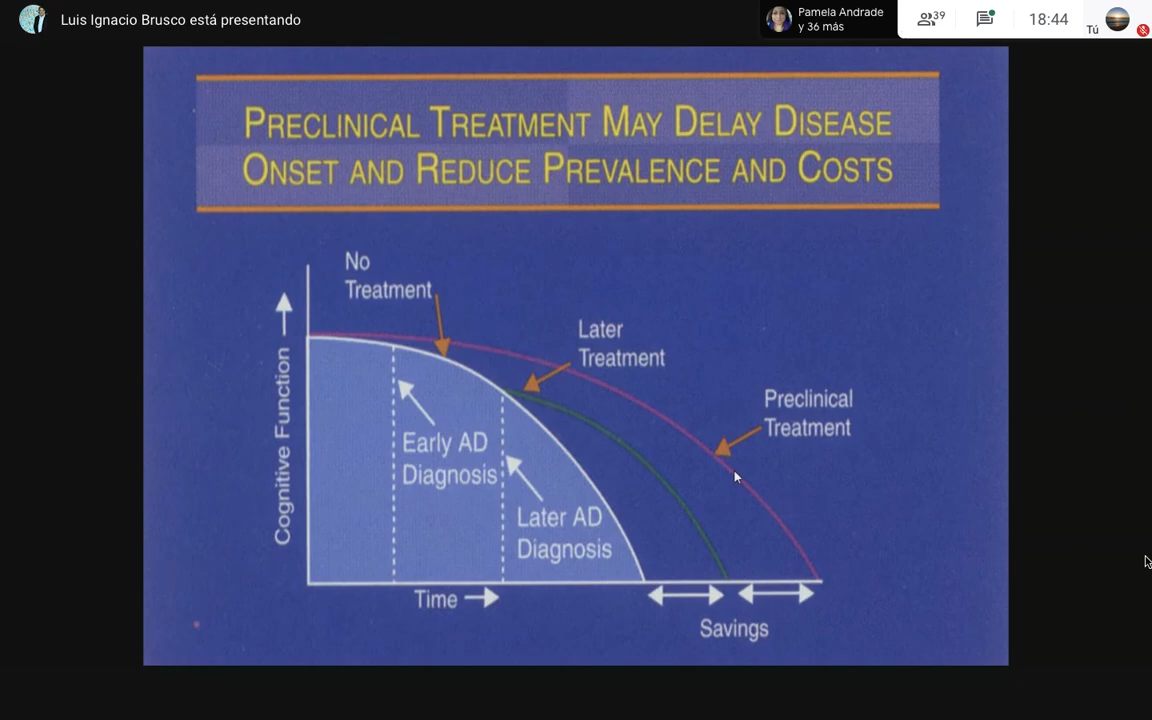 Luis Ignacio Brusco está presentando
Pamela Andrade
y 36 más
39
18:44
Tú
PRECLINICAL TREATMENT MAY DELAY DISEASE
ONSET AND REDUCE PREVALENCE AND COSTS
No
Treatment
Later
Treatment
Preclinical
Treatment
Cognitive Function
Early AD
Diagnosis
Later AD
Diagnosis
Time
Savings